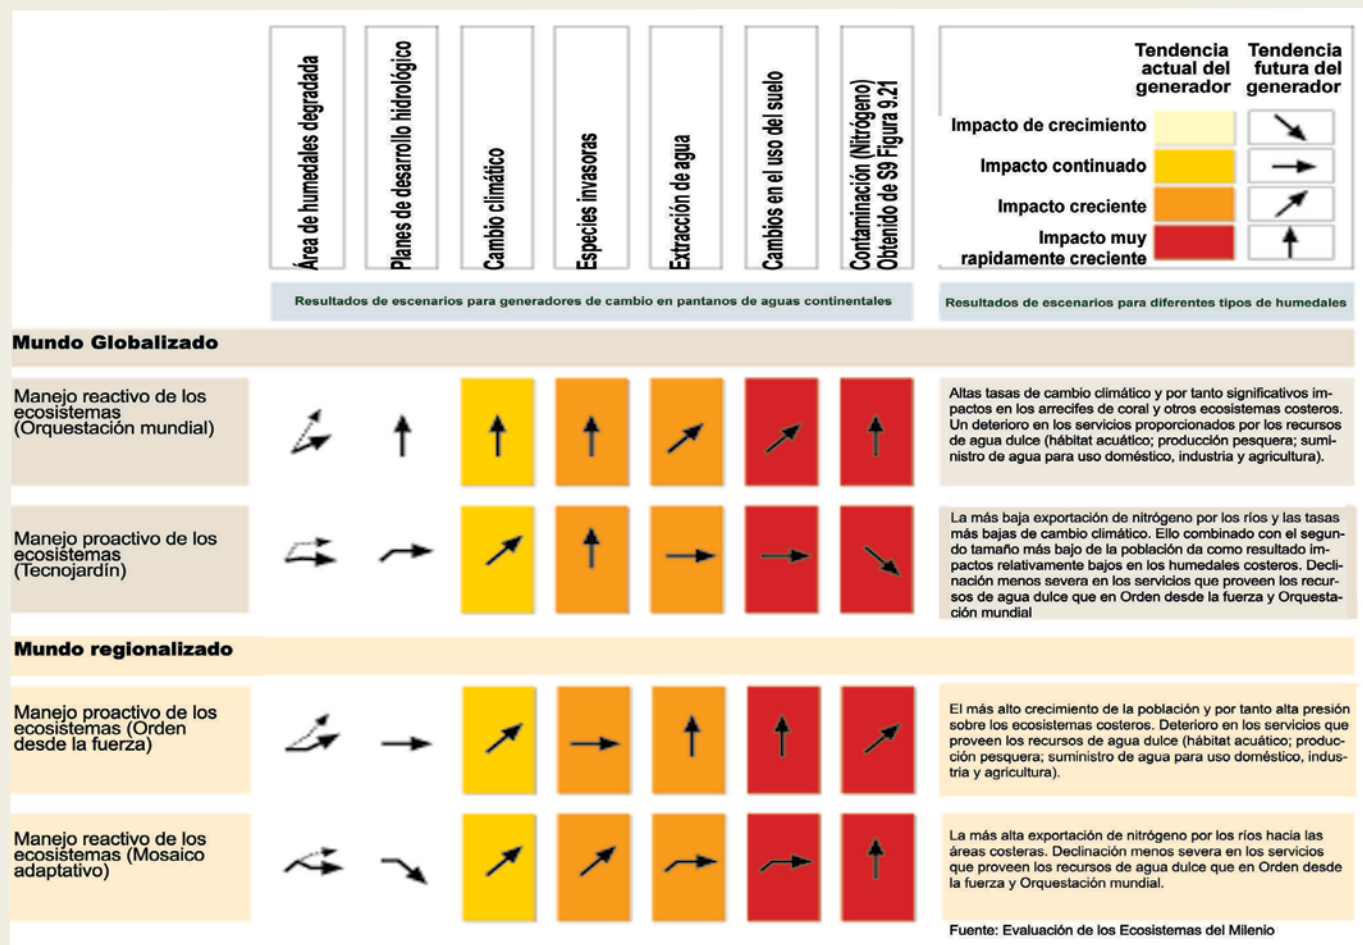 Área de humedales degradada
Planes de desarrollo hidrológico
Cambio climático
Especies invasoras
Extracción de agua
Cambios en el uso del suelo
Contaminación (Nitrógeno)
Obtenido de S9 Figura 9.21
Tendencia
actual del
generador
Tendencia
futura del
generador
Impacto de crecimiento
Impacto continuado
Impacto creciente
Impacto muy
rapidamente creciente
Resultados de escenarios para generadores de cambio en pantanos de aguas continentales
Resultados de escenarios para diferentes tipos de humedales
Mundo Globalizado
Manejo reactivo de los
ecosistemas
(Orquestación mundial)
Altas tasas de cambio climático y por tanto significativos im-
pactos en los arrecifes de coral y otros ecosistemas costeros.
Un deterioro en los servicios proporcionados por los recursos
de agua dulce (hábitat acuático; producción pesquera; sumi-
nistro de agua para uso doméstico, industria y agricultura).
Manejo proactivo de los
ecosistemas
(Tecnojardín)
La más baja exportación de nitrógeno por los ríos y las tasas
más bajas de cambio climático. Ello combinado con el segun-
do tamaño más bajo de la población da como resultado im-
pactos relativamente bajos en los humedales costeros. Decli-
nación menos severa en los servicios que proveen los recur-
sos de agua dulce que en Orden desde la fuerza y Orquesta-
ción mundial
Mundo regionalizado
Manejo proactivo de los
ecosistemas (Orden
desde la fuerza)
El más alto crecimiento de la población y por tanto alta presión
sobre los ecosistemas costeros. Deterioro en los servicios que
proveen los recursos de agua dulce (hábitat acuático; produc-
ción pesquera; suministro de agua para uso doméstico, indus-
tria y agricultura).
Manejo reactivo de los
ecosistemas (Mosaico
adaptativo)
La más alta exportación de nitrógeno por los ríos hacia las
áreas costeras. Declinación menos severa en los servicios
que proveen los recursos de agua dulce que en Orden desde
la fuerza y Orquestación mundial.
Fuente: Evaluación de los Ecosistemas del Milenio